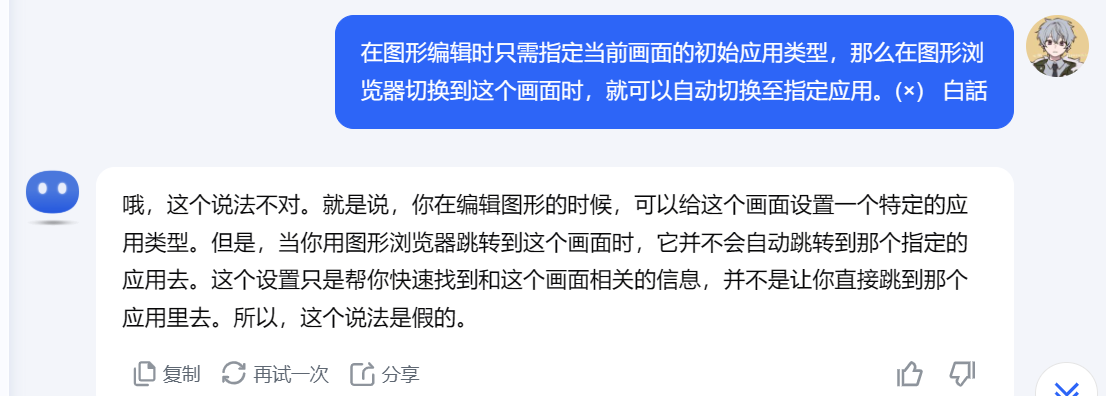 在图形编辑时只需指定当前画面的初始应用类型，那么在图形浏
览器切换到这个画面时，就可以自动切换至指定应用。(×） 白話
哦，这个说法不对。就是说，你在编辑图形的时候，可以给这个画面设置一个特定的应
用类型。但是，当你用图形浏览器跳转到这个画面时，它并不会自动跳转到那个指定的
应用去。这个设置只是帮你快速找到和这个画面相关的信息，并不是让你直接跳到那个
应用里去。所以，这个说法是假的。
复制 再试一次 分享